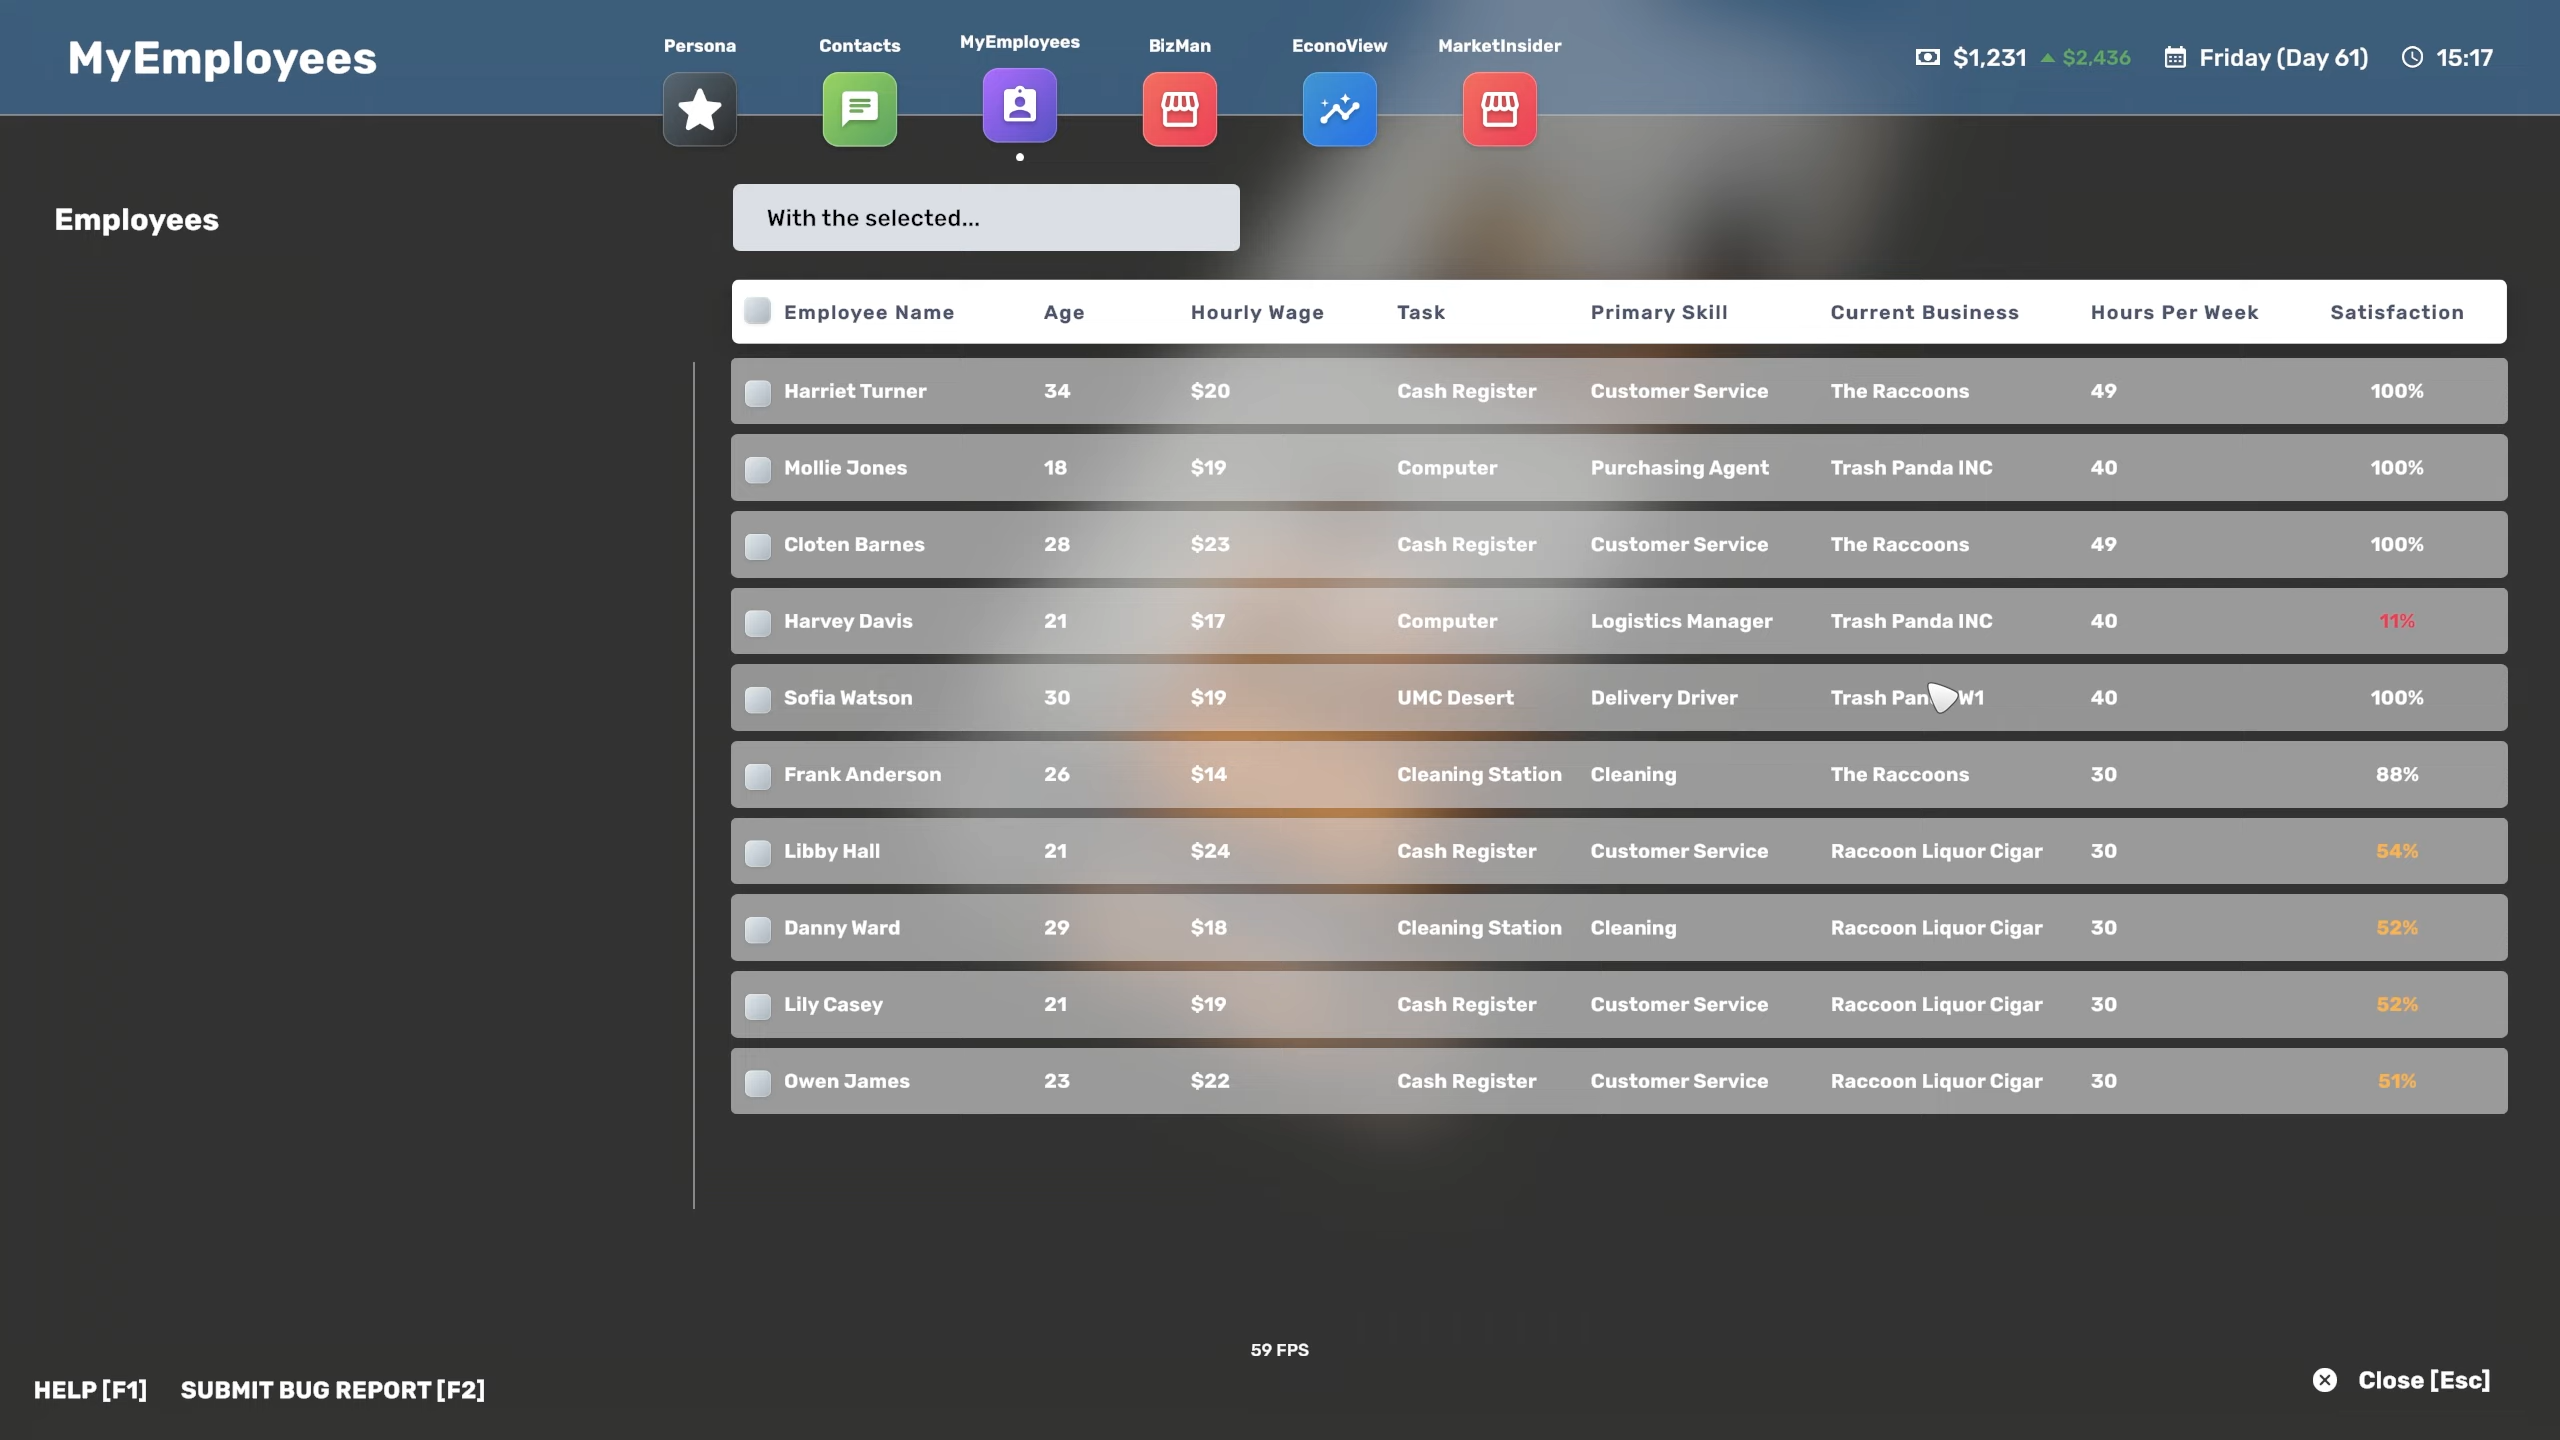 MyEmployees
Persona
Contacts
MyEmployees
BizMan
EconoView
MarketInsider
$1,231 $2,436 Friday (Day 61) 15:17
Employees
With the selected...
Employee Name Age Hourly Wage Task Primary Skill Current Business Hours Per Week Satisfaction
Harriet Turner 34 $20 Cash Register Customer Service The Raccoons 49 100%
Mollie Jones 18 $19 Computer Purchasing Agent Trash Panda INC 40 100%
Cloten Barnes 28 $23 Cash Register Customer Service The Raccoons 49 100%
Harvey Davis 21 $17 Computer Logistics Manager Trash Panda INC 40 11%
Sofia Watson 30 $19 UMC Desert Delivery Driver Trash W1 40 100%
Frank Anderson 26 $14 Cleaning Station Cleaning The Raccoons 30 88%
Libby Hall 21 $24 Cash Register Customer Service Raccoon Liquor Cigar 30 54%
Danny Ward 29 $18 Cleaning Station Cleaning Raccoon Liquor Cigar 30 52%
Lily Casey 21 $19 Cash Register Customer Service Raccoon Liquor Cigar 30 52%
Owen James 23 $22 Cash Register Customer Service Raccoon Liquor Cigar 30 51%
59 FPS
HELP [F1] SUBMIT BUG REPORT [F2]
Close [Esc]